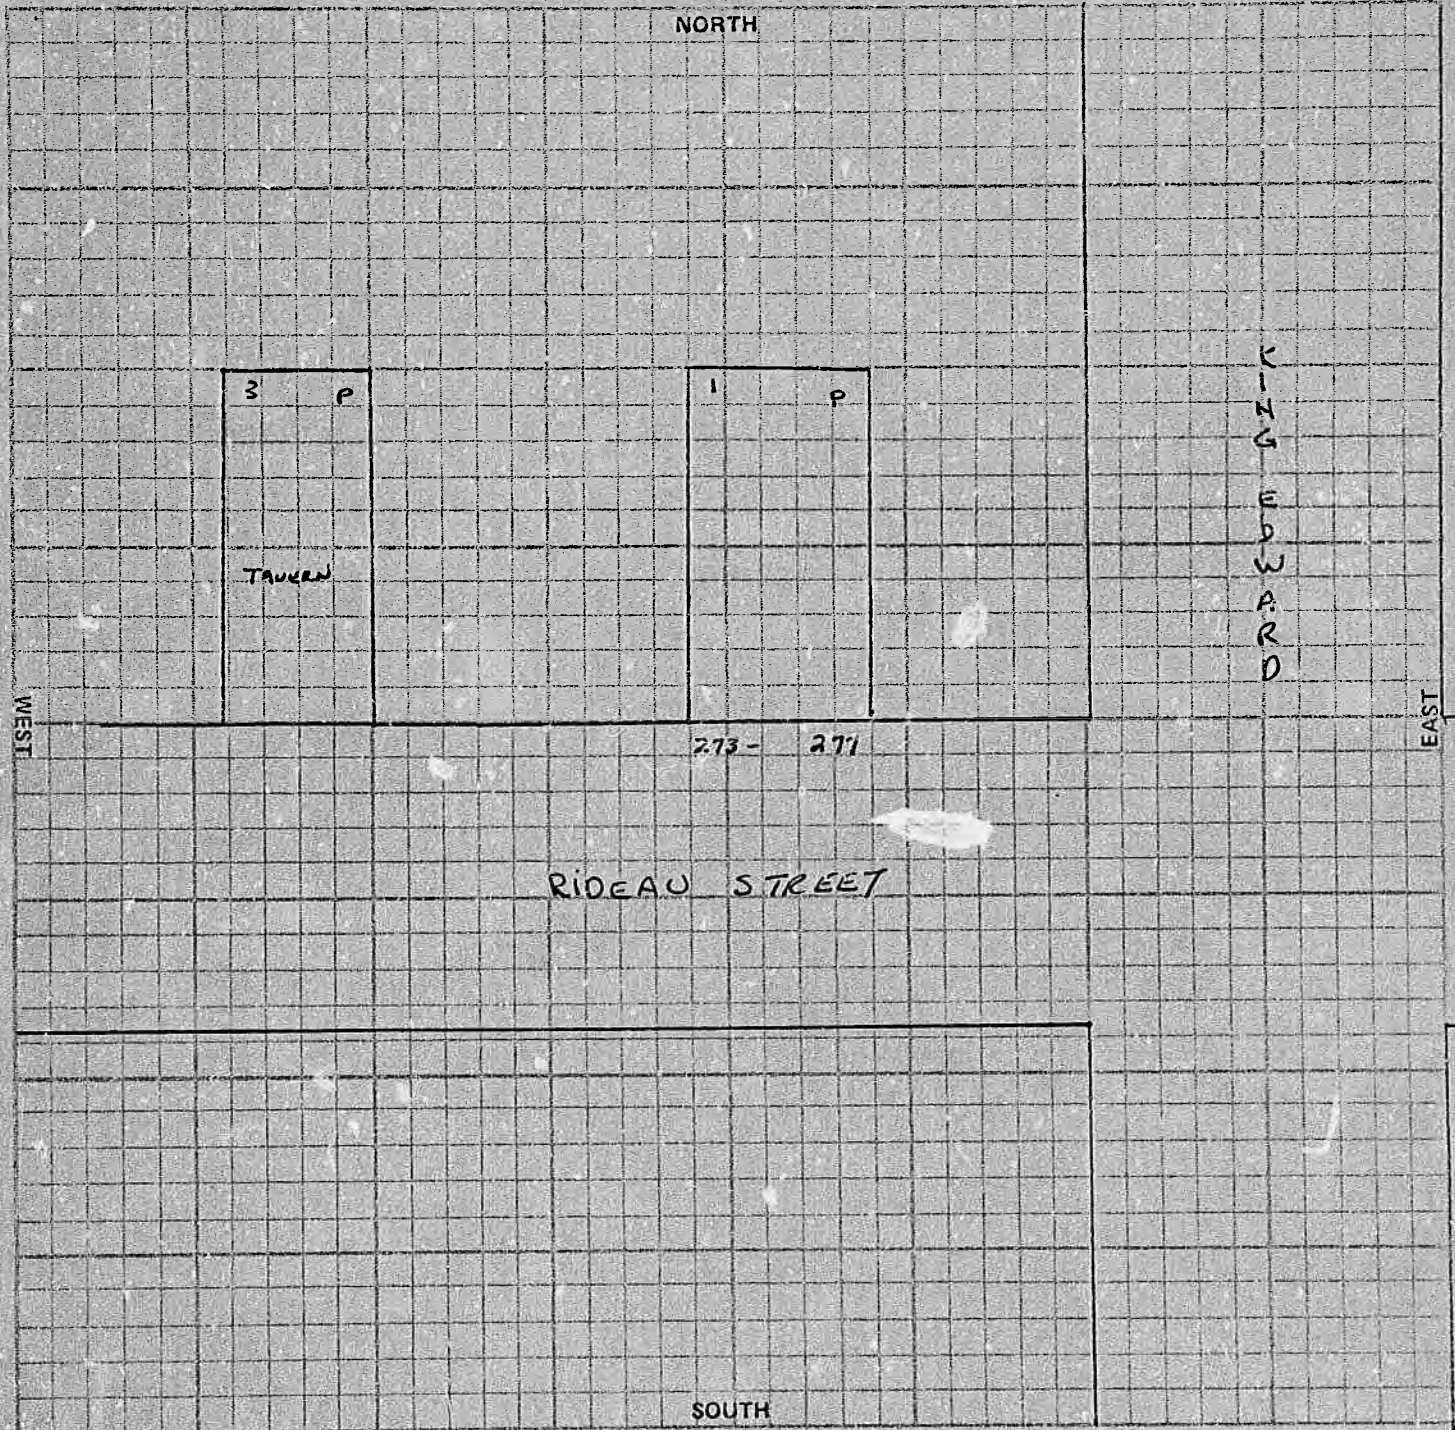 NORTH
3 P
1 P
TAVERN
KING EDWARD
WEST
EAST
273 - 277
RIDEAU STREET
SOUTH